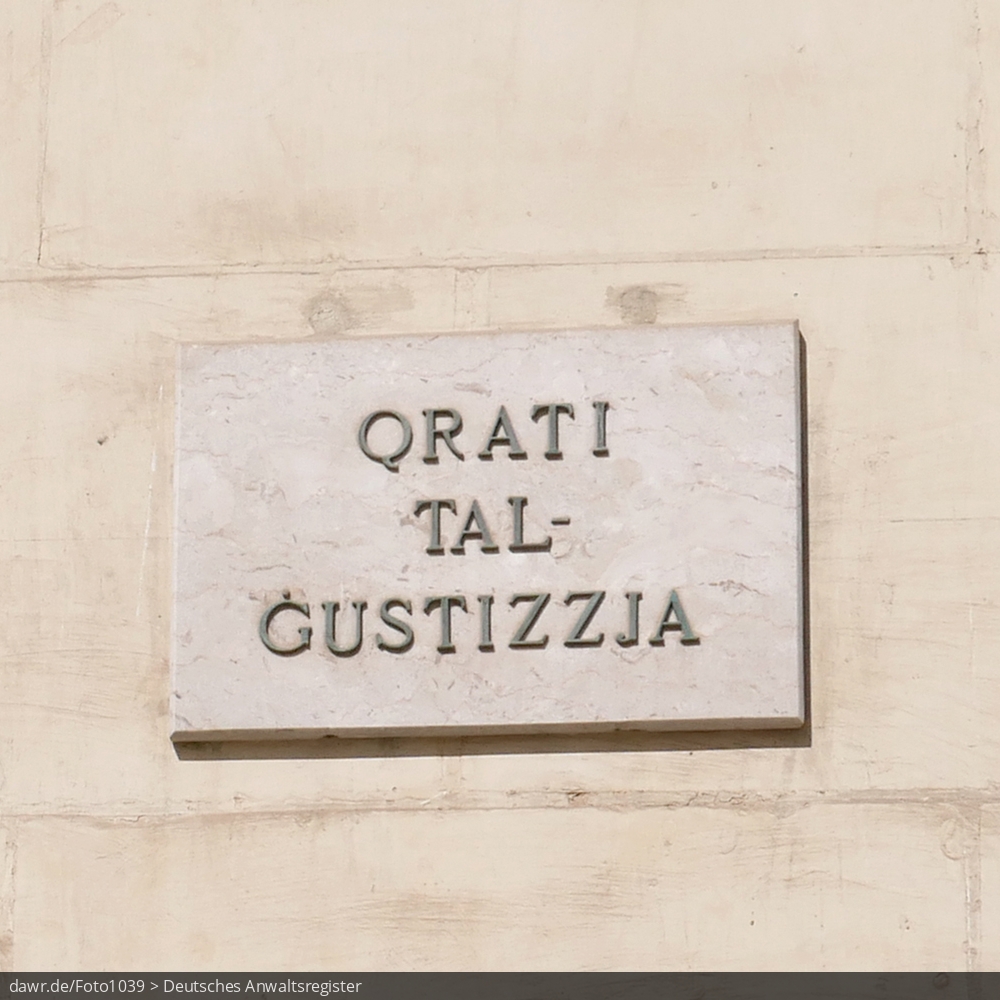 QRATI
TAL-
ĠUSTIZZJA
dawr.de/Foto1039 > Deutsches Anwaltsregister